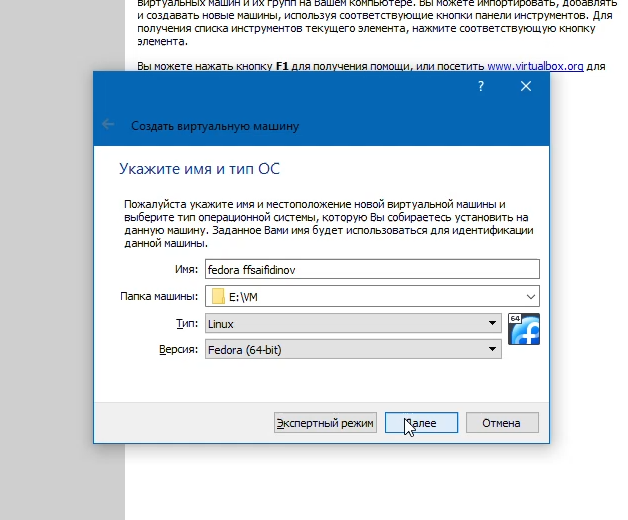 виртуальных машин и их групп на Вашем компьютере. Вы можете импортировать, добавлять
и создавать новые машины, используя соответствующие кнопки панели инструментов. Для
получения списка инструментов текущего элемента, нажмите соответствующую кнопку
элемента.
Вы можете нажать кнопку F1 для получения помощи, или посетить www.virtualbox.org для
?
Создать виртуальную машину
Укажите имя и тип ОС
Пожалуйста укажите имя и местоположение новой виртуальной машины и
выберите тип операционной системы, которую Вы собираетесь установить на
данную машину. Заданное Вами имя будет использоваться для идентификации
данной машины.
Имя: fedora ffsaifidinov
Папка машины: E:\VM
Тип: Linux
64
Версия: Fedora (64-bit)
Экспертный режим Далее Отмена